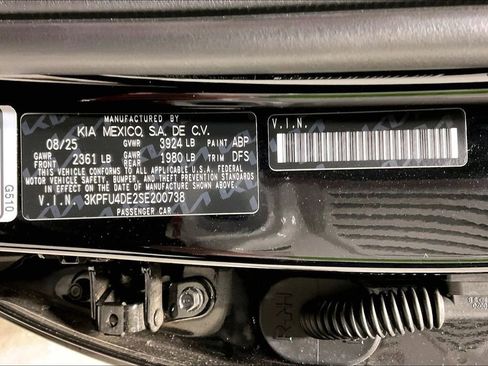 MANUFACTURED BY
KIA MEXICO, S.A. DE C.V.
08/25 GVWR 3924 LB PAINT ABP
GAWR FRONT 2361 LB GAWR REAR 1980 LB TRIM DFS
THIS VEHICLE CONFORMS TO ALL APPLICABLE FEDERAL
MOTOR VEHICLE SAFETY, BUMPER, AND THEFT PREVENTION
STANDARDS IN EFFECT ON THE DATE OF MANUFACTURE SHOWN ABOVE.
V.I.N. 3KPFU4DE2SE200738
PASSENGER CAR
V.I.N.
G510
RH